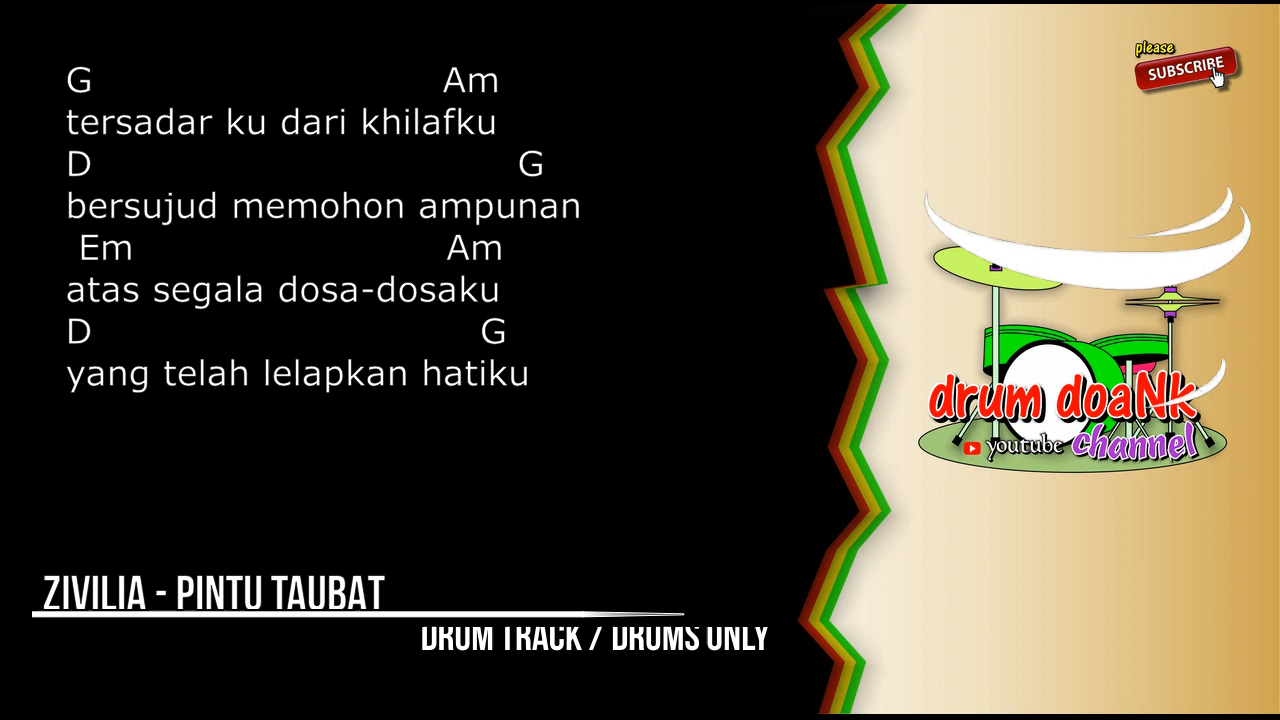 G Am
tersadar ku dari khilafku
D G
bersujud memohon ampunan
Em Am
atas segala dosa-dosaku
D G
yang telah lelapkan hatiku
ZIVILIA - PINTU TAUBAT
DRUM TRACK / DRUMS ONLY
please
SUBSCRIBE
drum doaNk
youtube channel